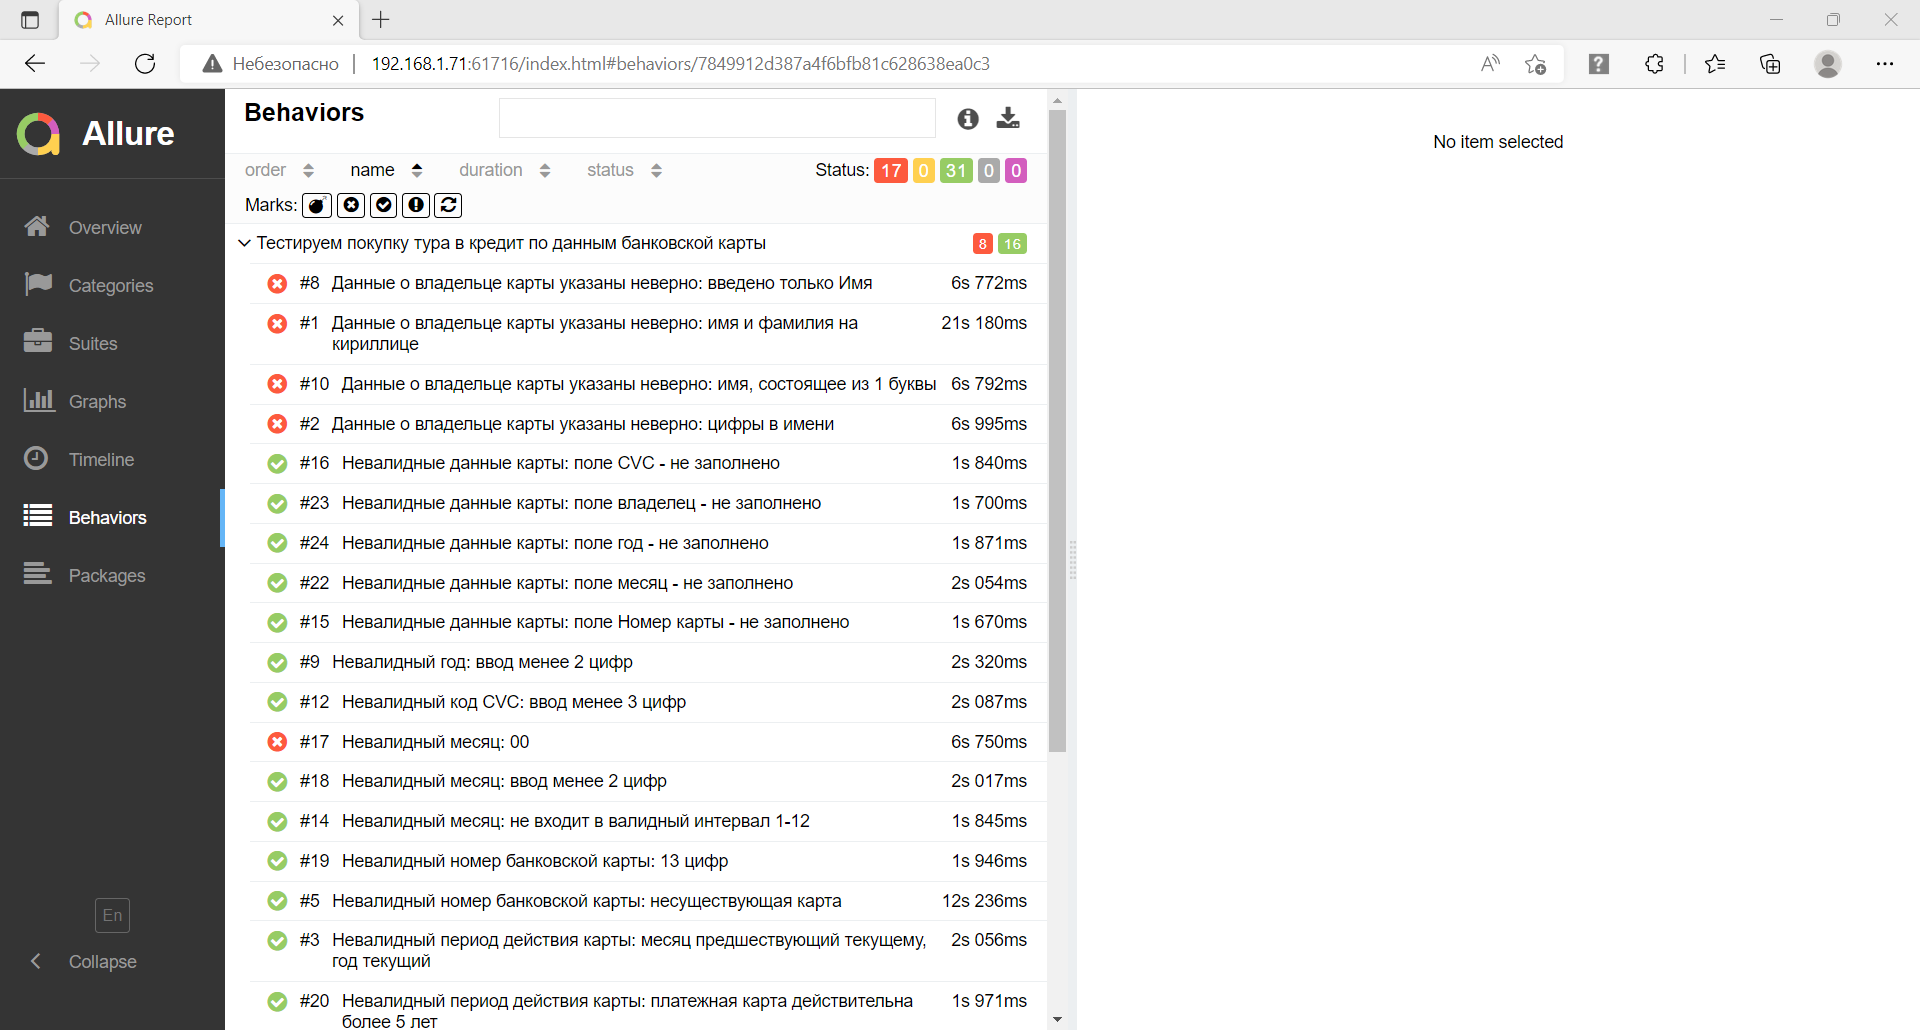 Allure Report
Небезопасно
192.168.1.71:61716/index.html#behaviors/7849912d387a4f6bfb81c628638ea0c3
Allure
Overview
Categories
Suites
Graphs
Timeline
Behaviors
Packages
En
Collapse
Behaviors
order name duration status
Status: 17 0 31 0 0
Marks:
Тестируем покупку тура в кредит по данным банковской карты 8 16
#8 Данные о владельце карты указаны неверно: введено только Имя 6s 772ms
#1 Данные о владельце карты указаны неверно: имя и фамилия на 21s 180ms
кириллице
#10 Данные о владельце карты указаны неверно: имя, состоящее из 1 буквы 6s 792ms
#2 Данные о владельце карты указаны неверно: цифры в имени 6s 995ms
#16 Невалидные данные карты: поле CVC - не заполнено 1s 840ms
#23 Невалидные данные карты: поле владелец - не заполнено 1s 700ms
#24 Невалидные данные карты: поле год - не заполнено 1s 871ms
#22 Невалидные данные карты: поле месяц - не заполнено 2s 054ms
#15 Невалидные данные карты: поле Номер карты - не заполнено 1s 670ms
#9 Невалидный год: ввод менее 2 цифр 2s 320ms
#12 Невалидный код CVC: ввод менее 3 цифр 2s 087ms
#17 Невалидный месяц: 00 6s 750ms
#18 Невалидный месяц: ввод менее 2 цифр 2s 017ms
#14 Невалидный месяц: не входит в валидный интервал 1-12 1s 845ms
#19 Невалидный номер банковской карты: 13 цифр 1s 946ms
#5 Невалидный номер банковской карты: несуществующая карта 12s 236ms
#3 Невалидный период действия карты: месяц предшествующий текущему, 2s 056ms
год текущий
#20 Невалидный период действия карты: платежная карта действительна 1s 971ms
более 5 лет
No item selected